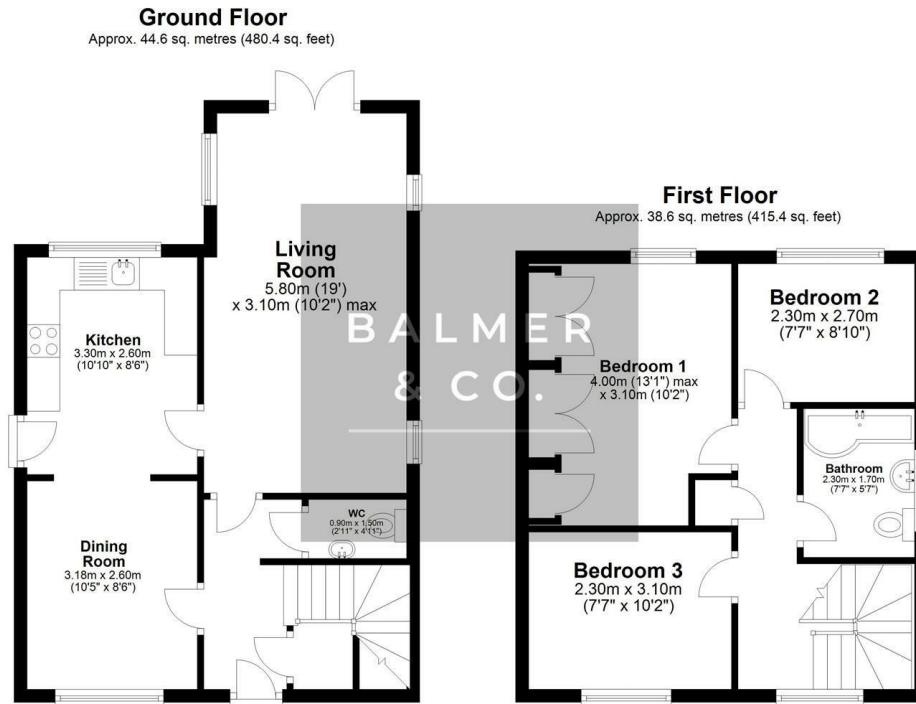 Ground Floor
Approx. 44.6 sq. metres (480.4 sq. feet)
Living
Room
5.80m (19')
x 3.10m (10'2") max
Kitchen
3.30m x 2.60m
(10'10" x 8'6")
WC
0.90m x 1.50m
(2'11" x 4'11")
Dining
Room
3.18m x 2.60m
(10'5" x 8'6")
First Floor
Approx. 38.6 sq. metres (415.4 sq. feet)
Bedroom 2
2.30m x 2.70m
(7'7" x 8'10")
Bedroom 1
4.00m (13'1") max
x 3.10m (10'2")
Bathroom
2.30m x 1.70m
(7'7" x 5'7")
Bedroom 3
2.30m x 3.10m
(7'7" x 10'2")
BALMER
& CO.